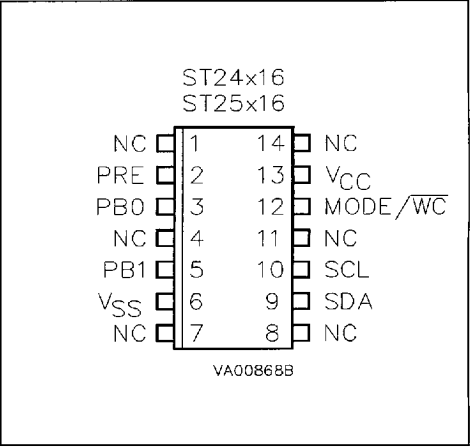 ST24x16
ST25x16
NC 1 14 NC
PRE 2 13 VCC
PB0 3 12 MODE/W̅C̅
NC 4 11 NC
PB1 5 10 SCL
VSS 6 9 SDA
NC 7 8 NC
VA00868B